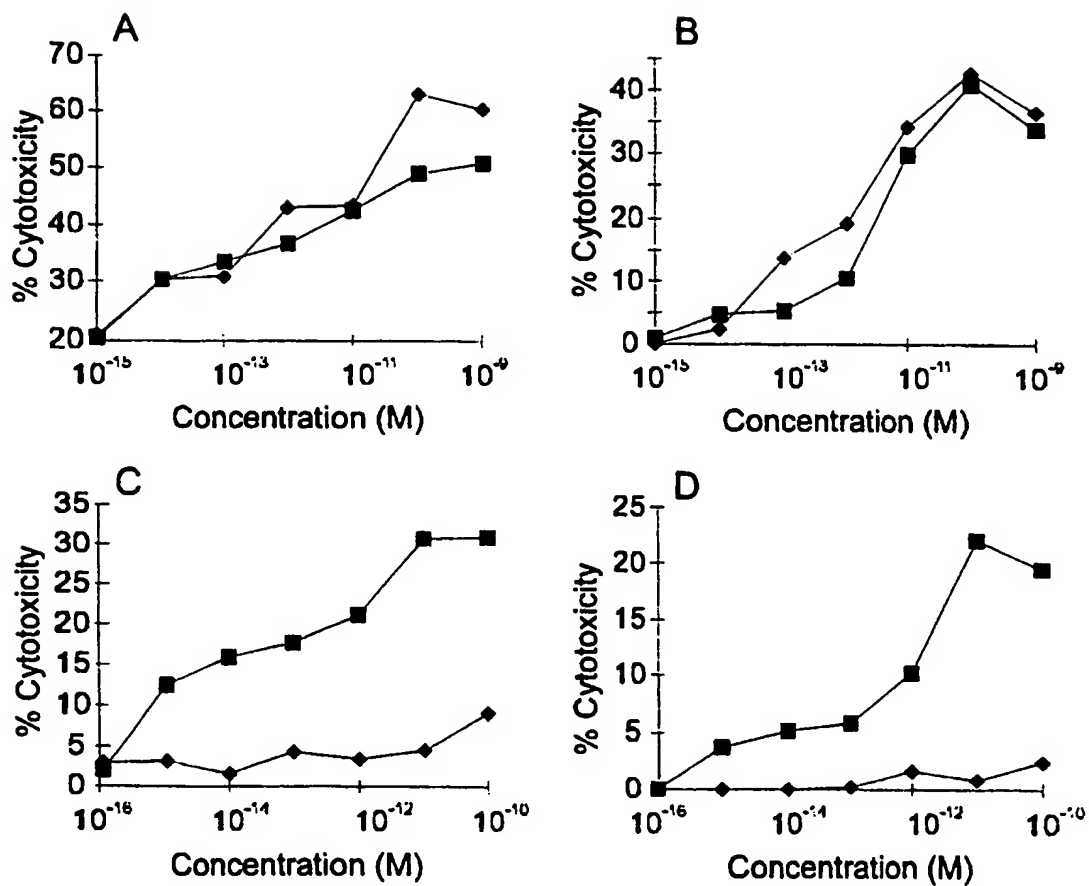 A
70
60
50
40
30
20
% Cytotoxicity
10⁻¹⁵ 10⁻¹³ 10⁻¹¹ 10⁻⁹
Concentration (M)
B
40
30
20
10
0
% Cytotoxicity
10⁻¹⁵ 10⁻¹³ 10⁻¹¹ 10⁻⁹
Concentration (M)
C
35
30
25
20
15
10
5
0
% Cytotoxicity
10⁻¹⁶ 10⁻¹⁴ 10⁻¹² 10⁻¹⁰
Concentration (M)
D
25
20
15
10
5
0
% Cytotoxicity
10⁻¹⁶ 10⁻¹⁴ 10⁻¹² 10⁻¹⁰
Concentration (M)